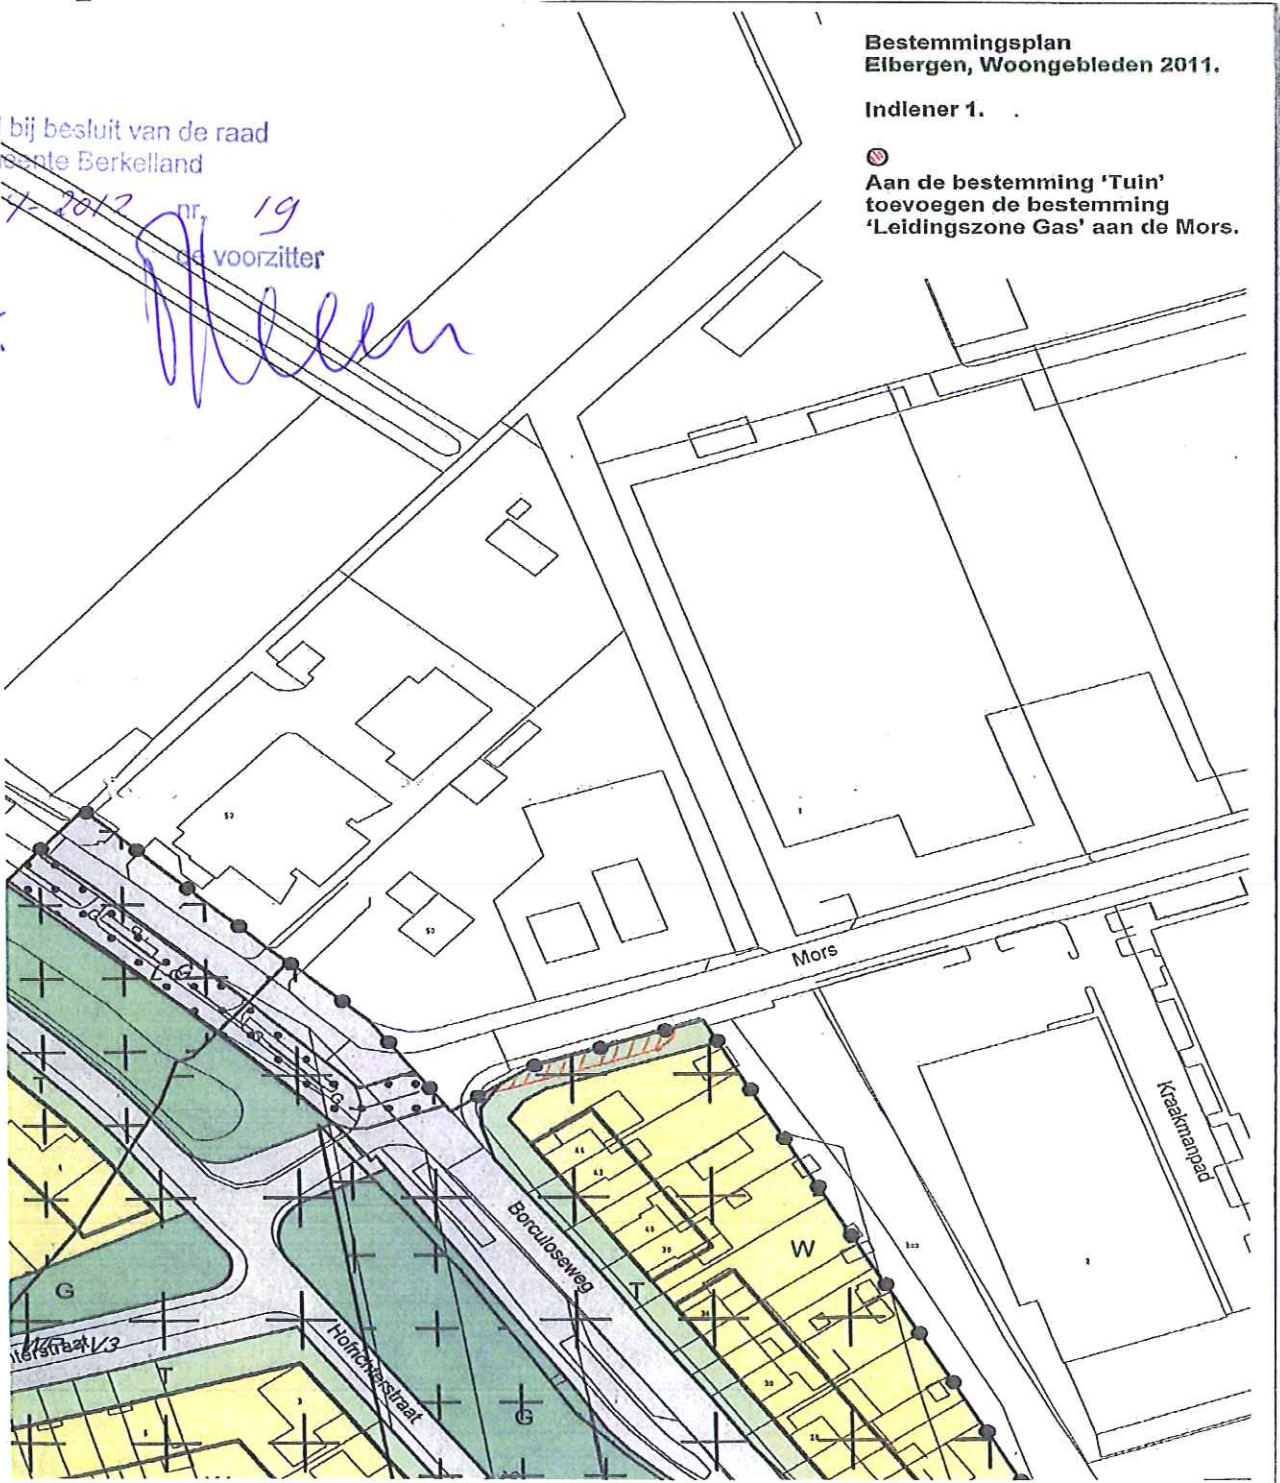 Bestemmingsplan
Eibergen, Woongebieden 2011.
Indiener 1.
Aan de bestemming ‘Tuin’
toevoegen de bestemming
‘Leidingszone Gas’ aan de Mors.
bij besluit van de raad
Berkelland
2012 nr. 19
de voorzitter
Mors
Kraakmanpad
Borculoseweg
Hofrichterstraat
W
T
G
G
T
T
G